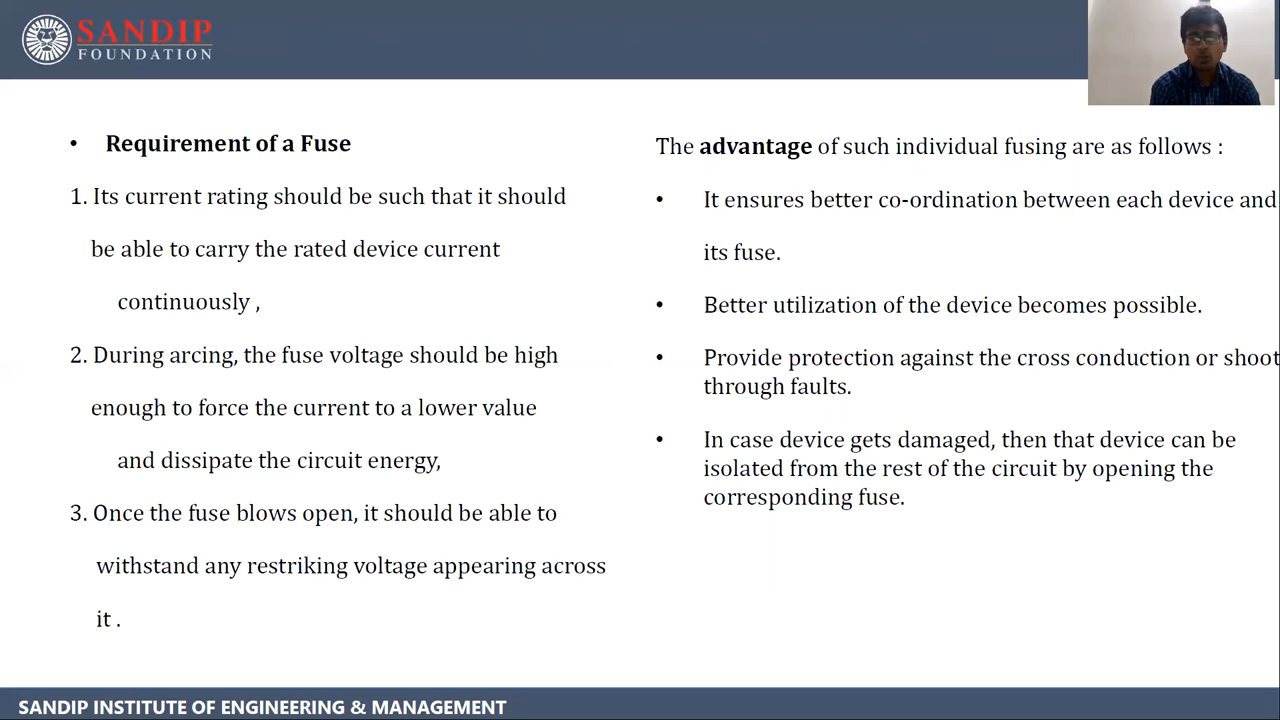 SANDIP
FOUNDATION
• Requirement of a Fuse
1. Its current rating should be such that it should
be able to carry the rated device current
continuously ,
2. During arcing, the fuse voltage should be high
enough to force the current to a lower value
and dissipate the circuit energy,
3. Once the fuse blows open, it should be able to
withstand any restriking voltage appearing across
it .
The advantage of such individual fusing are as follows :
• It ensures better co-ordination between each device and
its fuse.
• Better utilization of the device becomes possible.
• Provide protection against the cross conduction or shoot
through faults.
• In case device gets damaged, then that device can be
isolated from the rest of the circuit by opening the
corresponding fuse.
SANDIP INSTITUTE OF ENGINEERING & MANAGEMENT